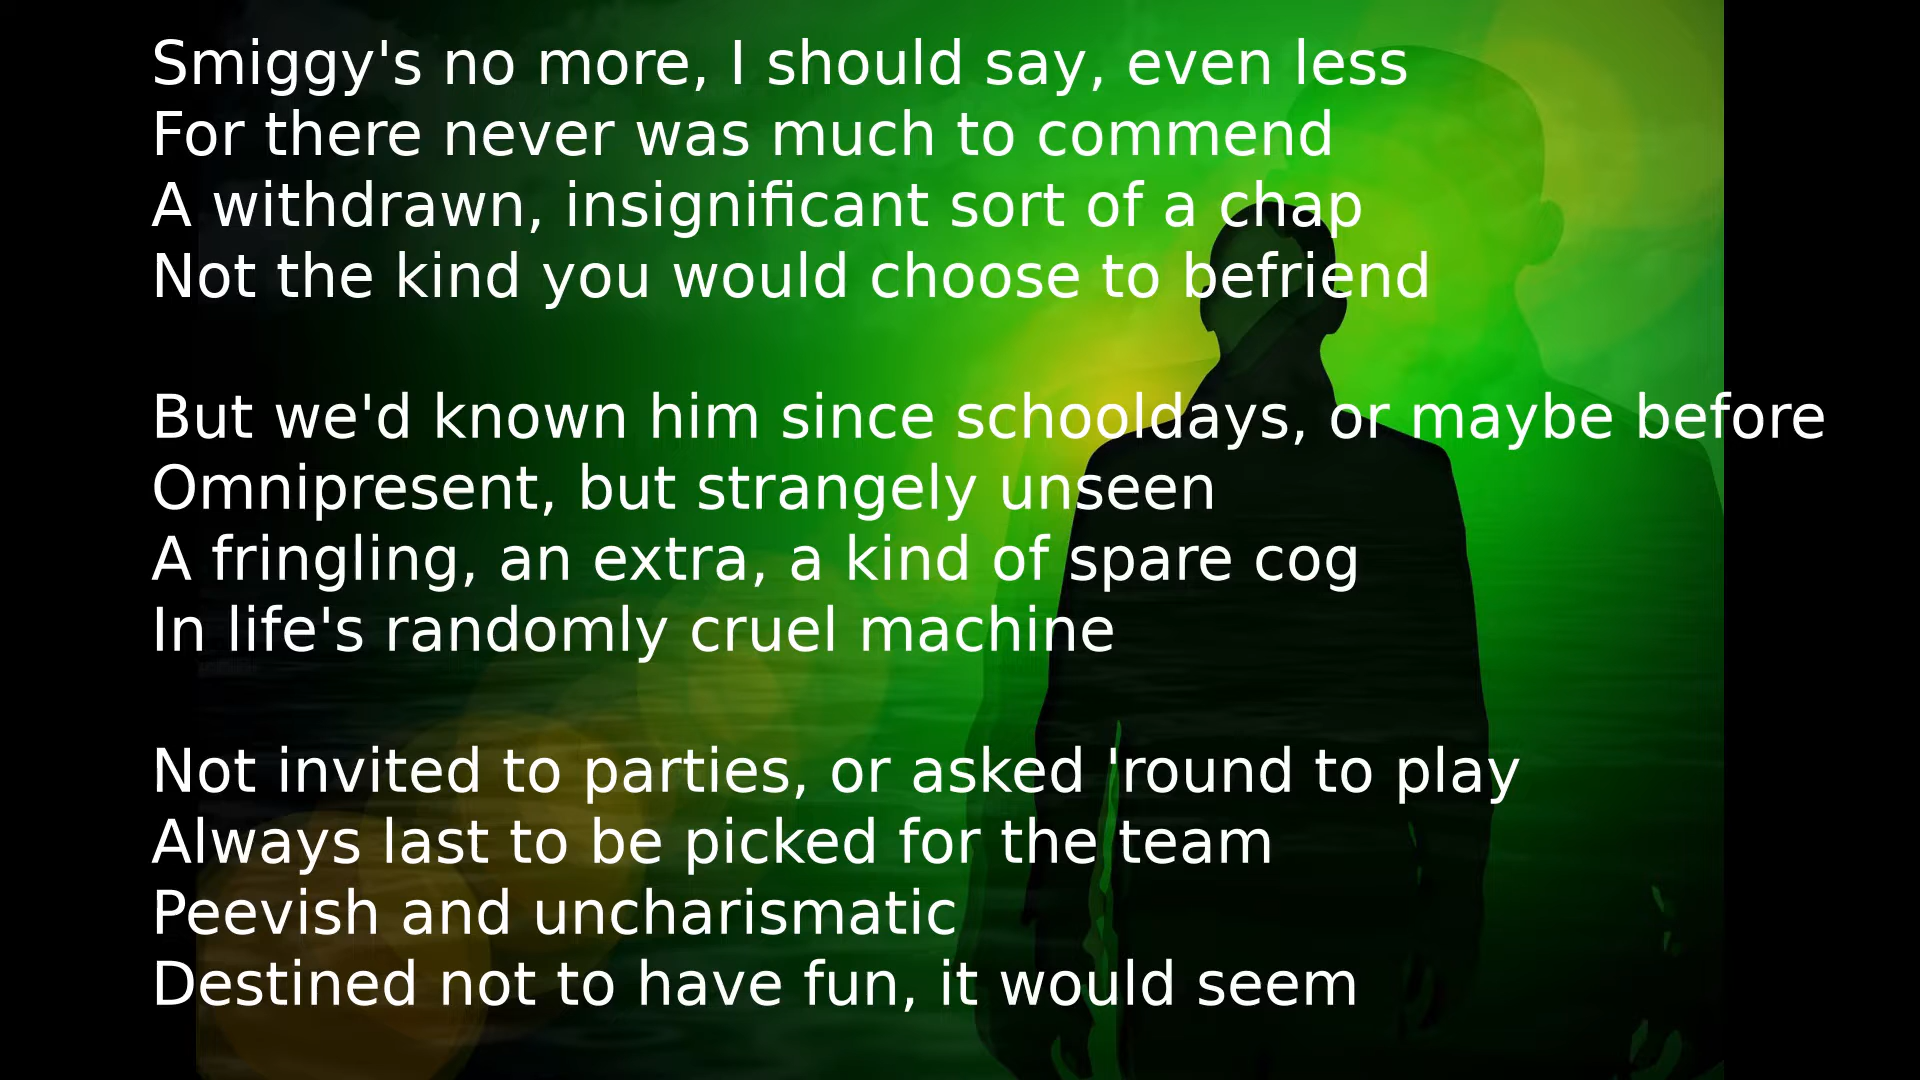 Smiggy's no more, I should say, even less
For there never was much to commend
A withdrawn, insignificant sort of a chap
Not the kind you would choose to befriend

But we'd known him since schooldays, or maybe before
Omnipresent, but strangely unseen
A fringling, an extra, a kind of spare cog
In life's randomly cruel machine

Not invited to parties, or asked 'round to play
Always last to be picked for the team
Peevish and uncharismatic
Destined not to have fun, it would seem